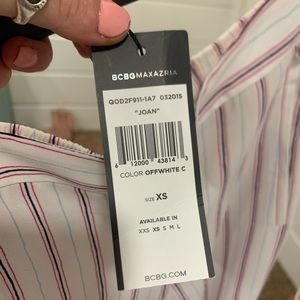 BCBGMAXAZRIA
QOD2F911-1A7 032015
"JOAN"
6 12000 43814 3
COLOR OFFWHITE C
SIZE XS
AVAILABLE IN
XXS XS S M L
BCBG.COM